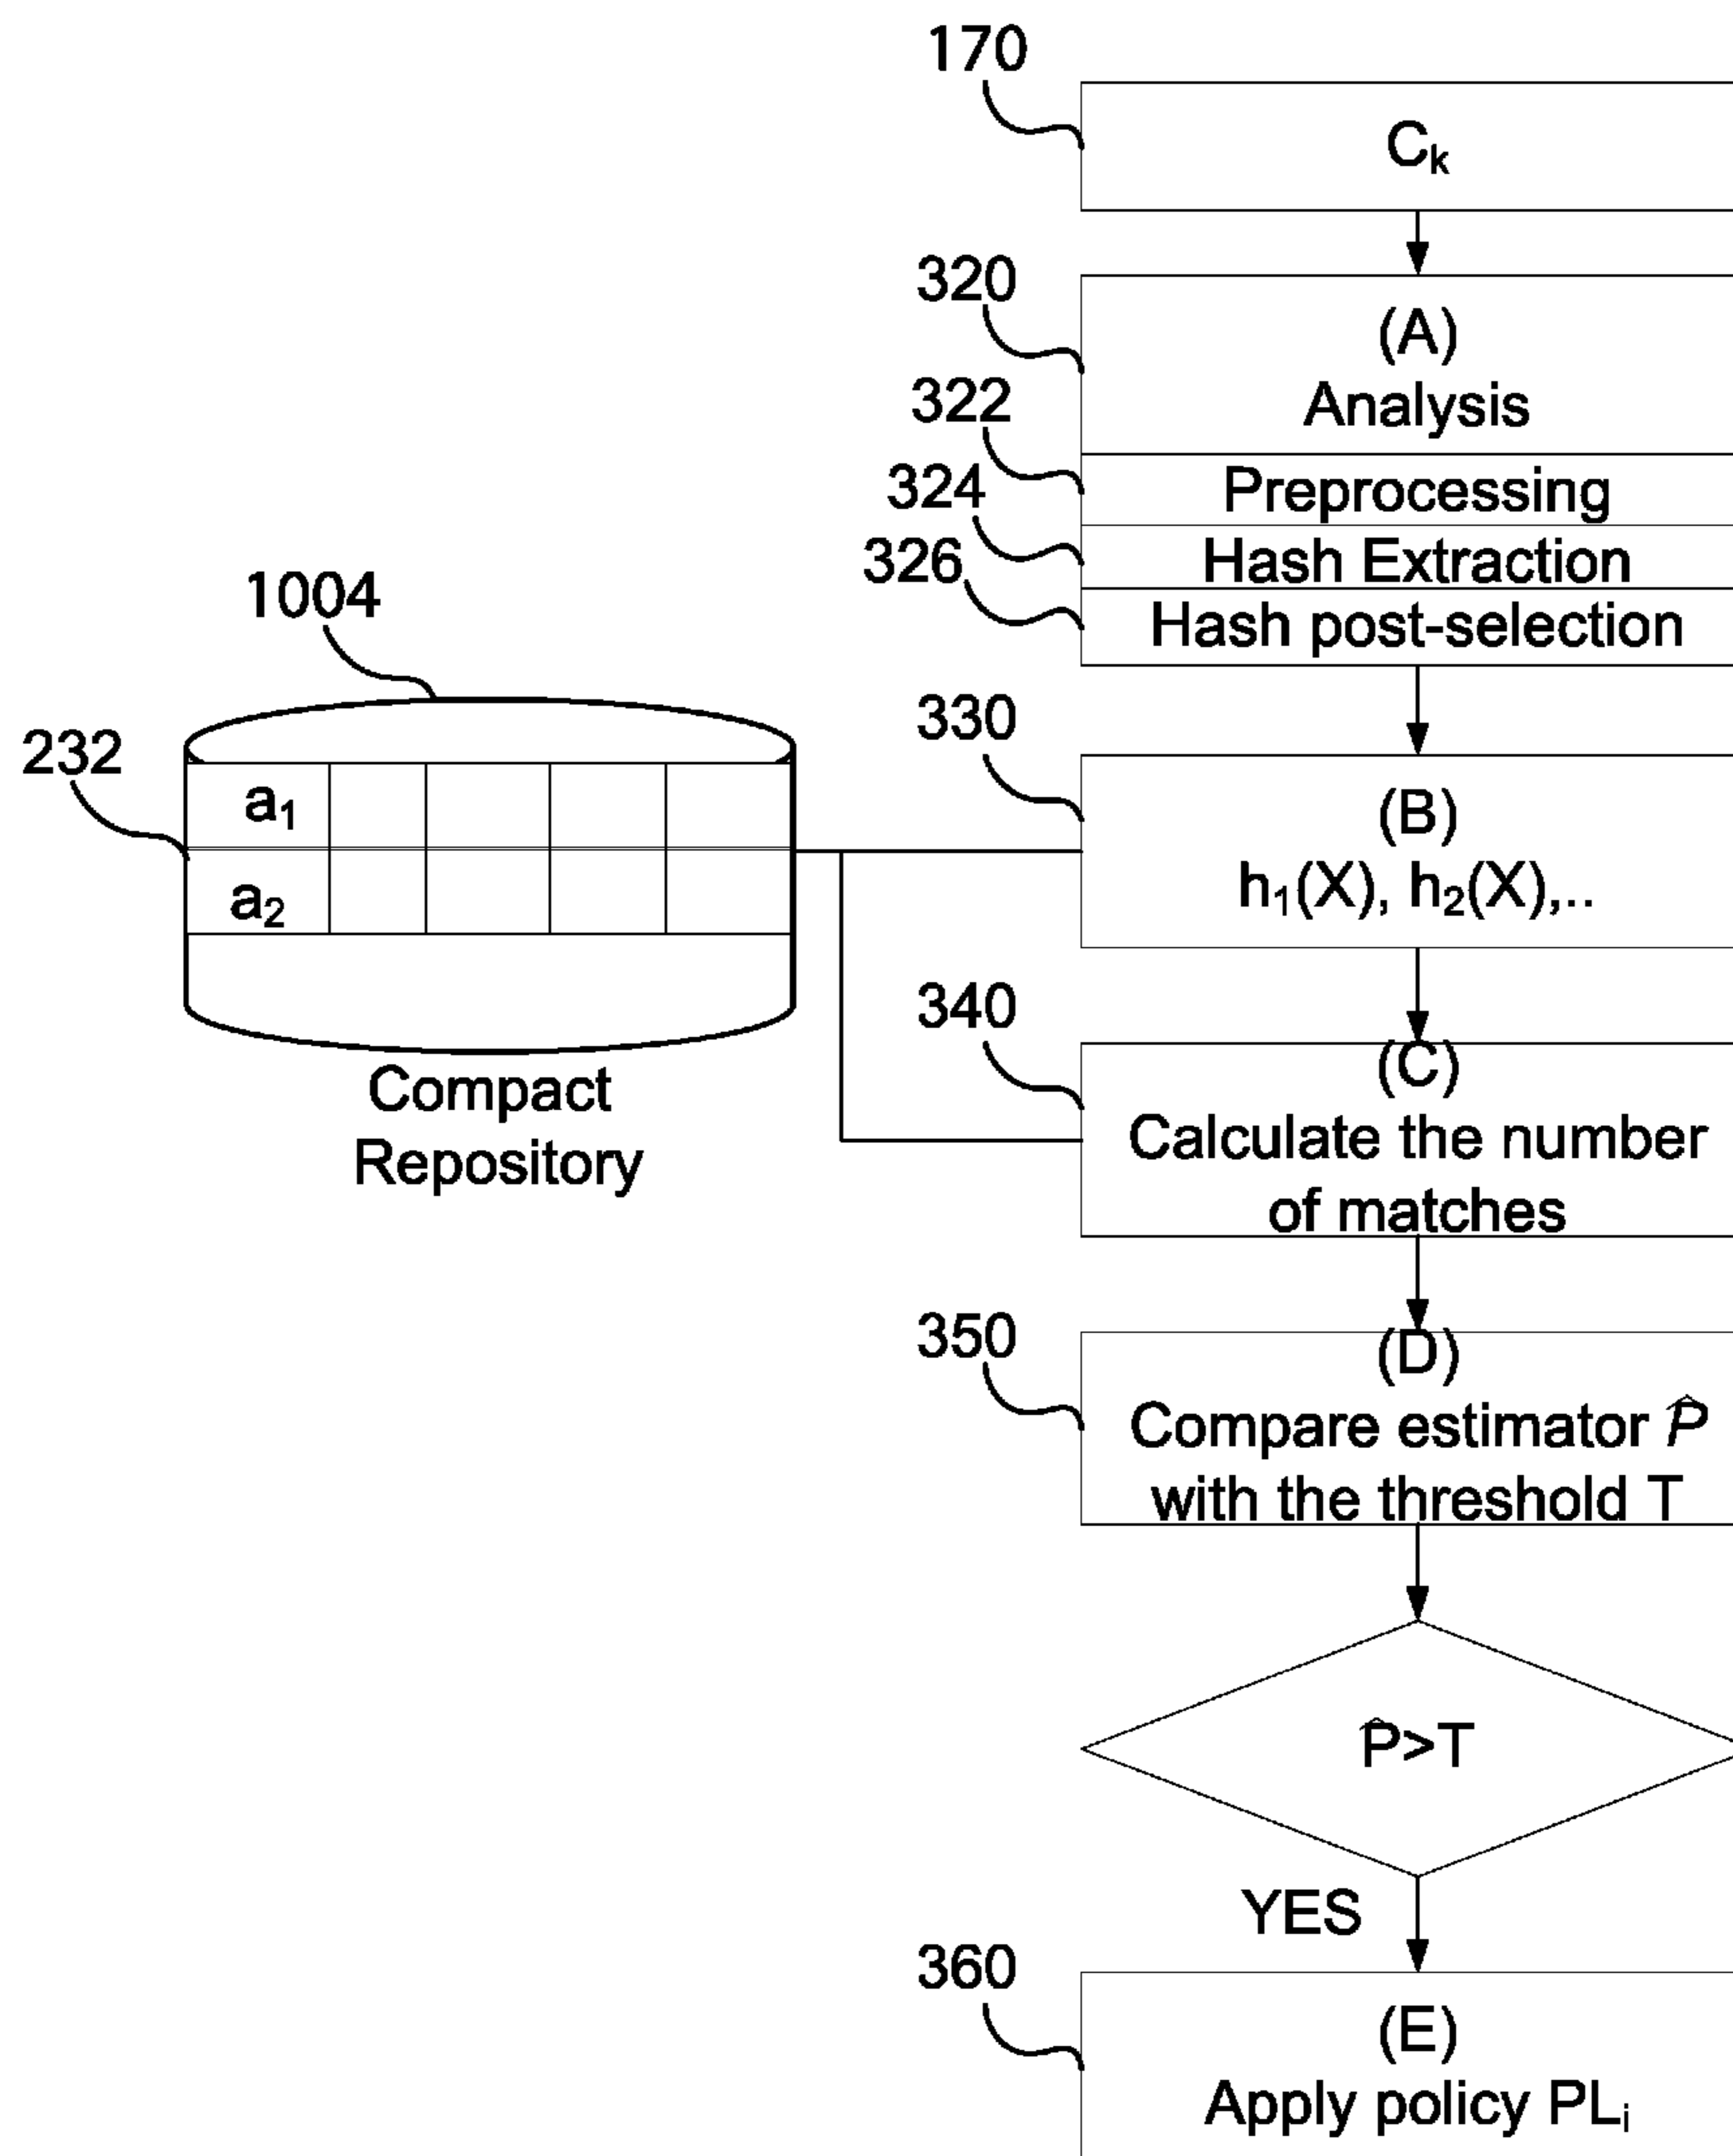 170
C_k
320
(A)
Analysis
322
Preprocessing
324
Hash Extraction
326
Hash post-selection
1004
232
a₁
a₂
Compact
Repository
330
(B)
h₁(X), h₂(X),..
340
(C)
Calculate the number
of matches
350
(D)
Compare estimator P̂
with the threshold T
P̂>T
YES
360
(E)
Apply policy PLᵢ